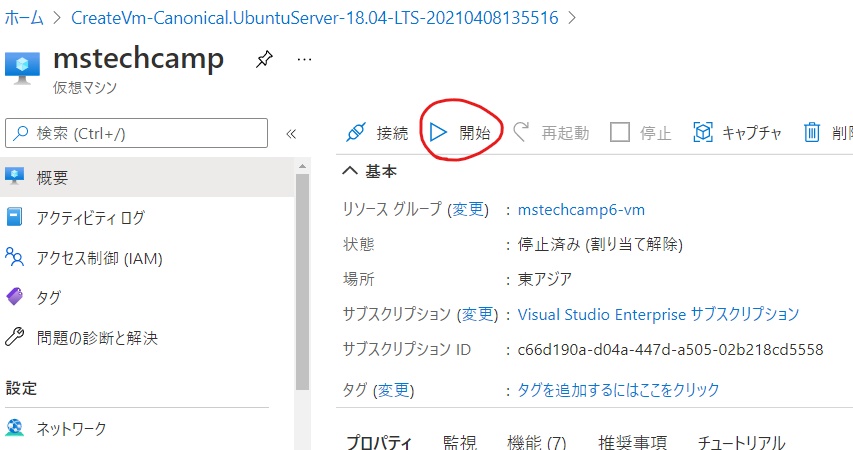 ホーム > CreateVm-Canonical.UbuntuServer-18.04-LTS-20210408135516 >
mstechcamp ...
仮想マシン
検索 (Ctrl+/) «
概要
アクティビティ ログ
アクセス制御 (IAM)
タグ
問題の診断と解決
設定
ネットワーク
接続 開始 再起動 停止 キャプチャ 削除
基本
リソース グループ (変更) : mstechcamp6-vm
状態 : 停止済み (割り当て解除)
場所 : 東アジア
サブスクリプション (変更) : Visual Studio Enterprise サブスクリプション
サブスクリプション ID : c66d190a-d04a-447d-a505-02b218cd5558
タグ (変更) : タグを追加するにはここをクリック
プロパティ 監視 機能 (7) 推奨事項 チュートリアル